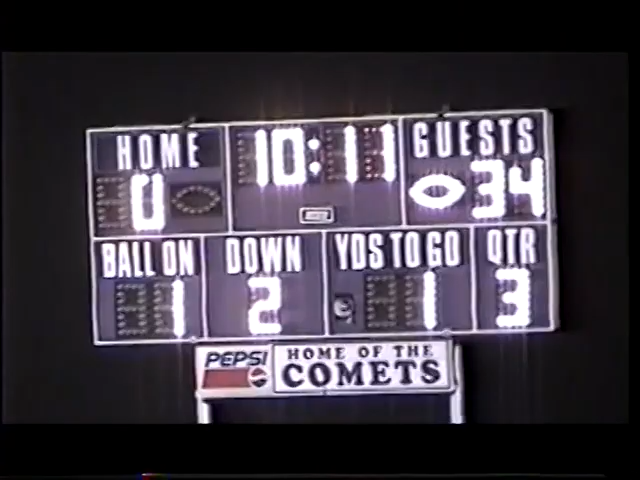 HOME 10:11 GUESTS
0 34
BALL ON DOWN YDS TO GO QTR
1 2 1 3
PEPSI HOME OF THE
COMETS